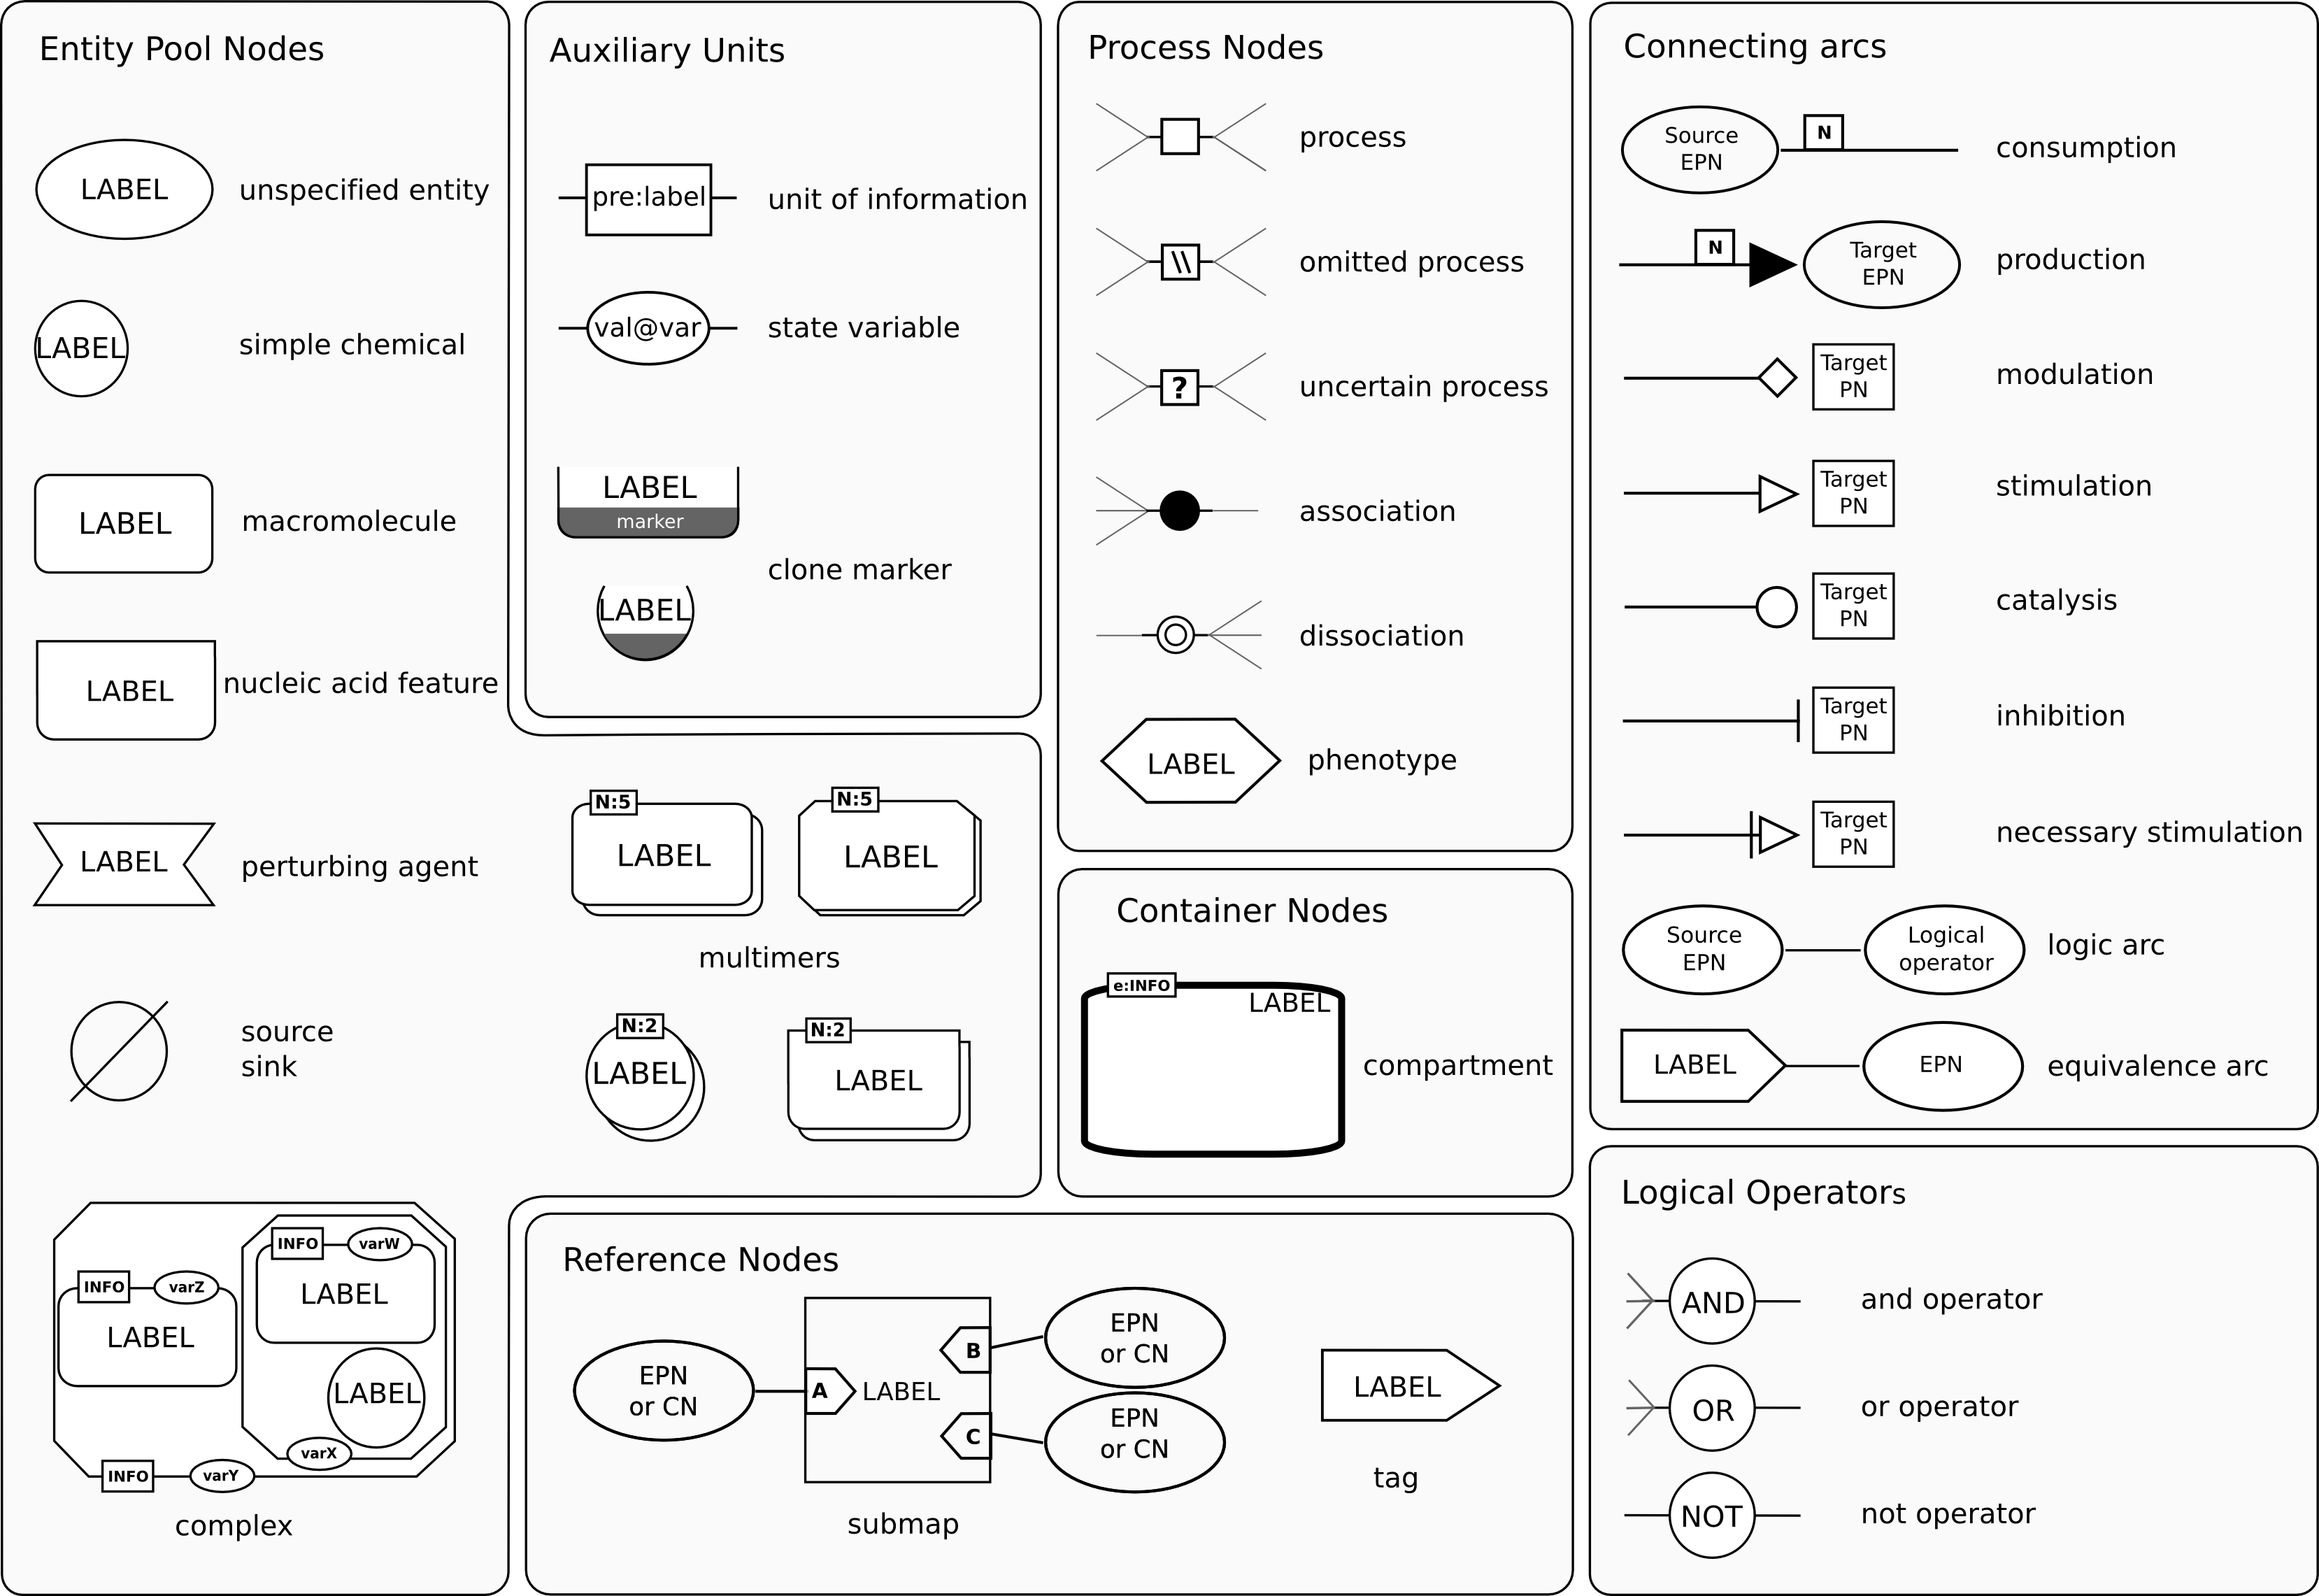 Entity Pool Nodes
LABEL
unspecified entity
LABEL
simple chemical
LABEL
macromolecule
LABEL
nucleic acid feature
LABEL
perturbing agent
source
sink
N:5
LABEL
N:5
LABEL
multimers
N:2
LABEL
N:2
LABEL
INFO
varW
LABEL
INFO
varZ
LABEL
LABEL
varX
INFO
varY
complex
Auxiliary Units
pre:label
unit of information
val@var
state variable
LABEL
marker
clone marker
LABEL
Process Nodes
process
\\
omitted process
?
uncertain process
association
dissociation
LABEL
phenotype
Container Nodes
e:INFO
LABEL
compartment
Reference Nodes
EPN
or CN
A
LABEL
B
C
EPN
or CN
EPN
or CN
submap
LABEL
tag
Connecting arcs
Source
EPN
N
consumption
N
Target
EPN
production
Target
PN
modulation
Target
PN
stimulation
Target
PN
catalysis
Target
PN
inhibition
Target
PN
necessary stimulation
Source
EPN
Logical
operator
logic arc
LABEL
EPN
equivalence arc
Logical Operators
AND
and operator
OR
or operator
NOT
not operator